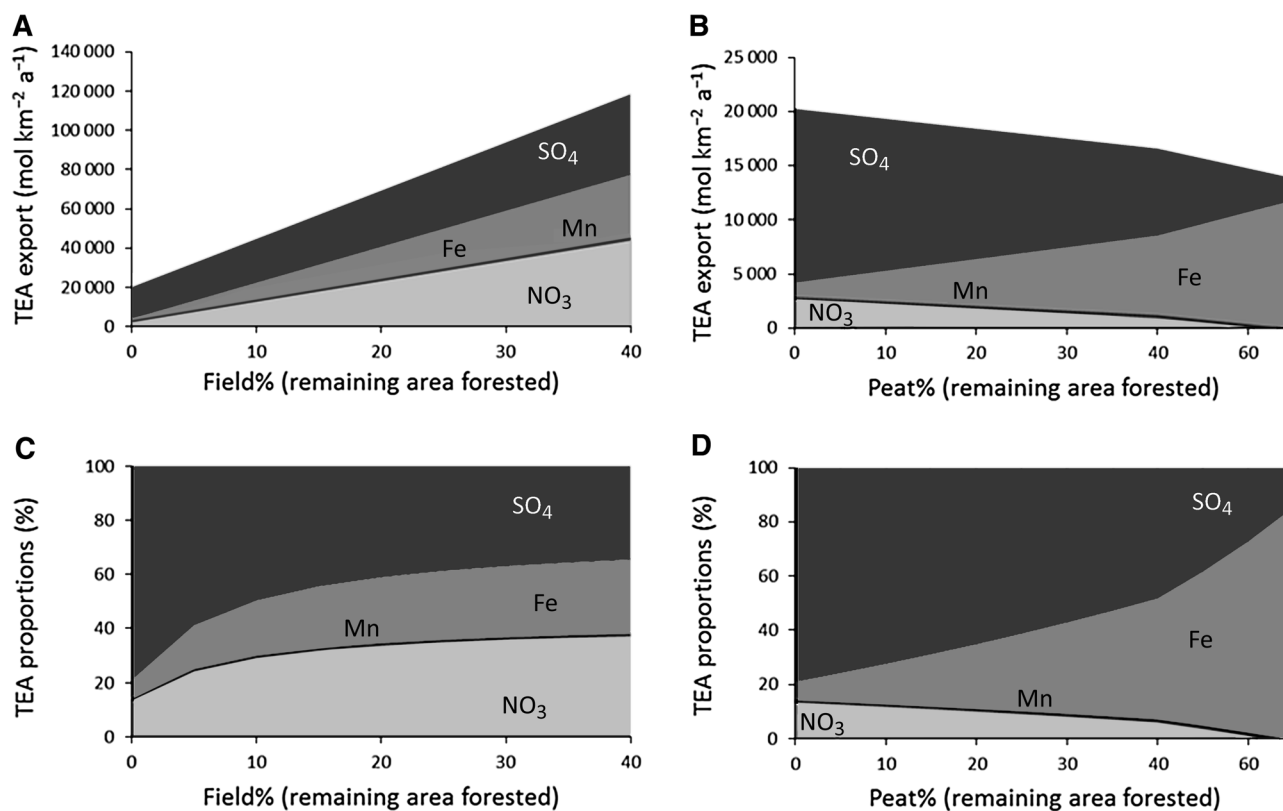 A
TEA export (mol km⁻² a⁻¹)
140 000
120 000
100 000
80 000
60 000
40 000
20 000
0
SO₄
Fe
Mn
NO₃
0 10 20 30 40
Field% (remaining area forested)
B
TEA export (mol km⁻² a⁻¹)
25 000
20 000
15 000
10 000
5 000
0
SO₄
Mn
Fe
NO₃
0 10 20 30 40 50 60
Peat% (remaining area forested)
C
TEA proportions (%)
100
80
60
40
20
0
SO₄
Fe
Mn
NO₃
0 10 20 30 40
Field% (remaining area forested)
D
TEA proportions (%)
100
80
60
40
20
0
SO₄
Fe
Mn
NO₃
0 10 20 30 40 50 60
Peat% (remaining area forested)